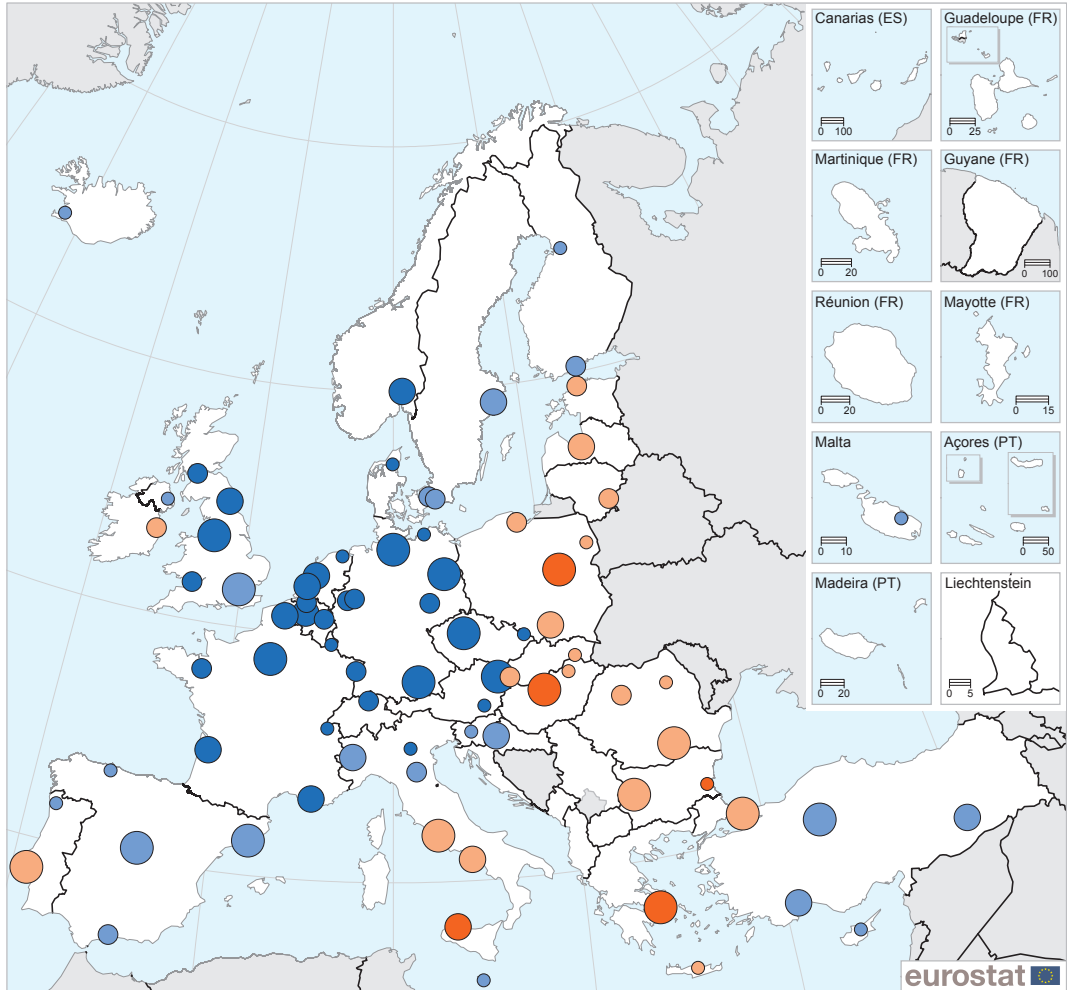 Canarias (ES)
0 100
Guadeloupe (FR)
0 25
Martinique (FR)
0 20
Guyane (FR)
0 100
Réunion (FR)
0 20
Mayotte (FR)
0 15
Malta
0 10
Açores (PT)
0 50
Madeira (PT)
0 20
Liechtenstein
0 5
eurostat